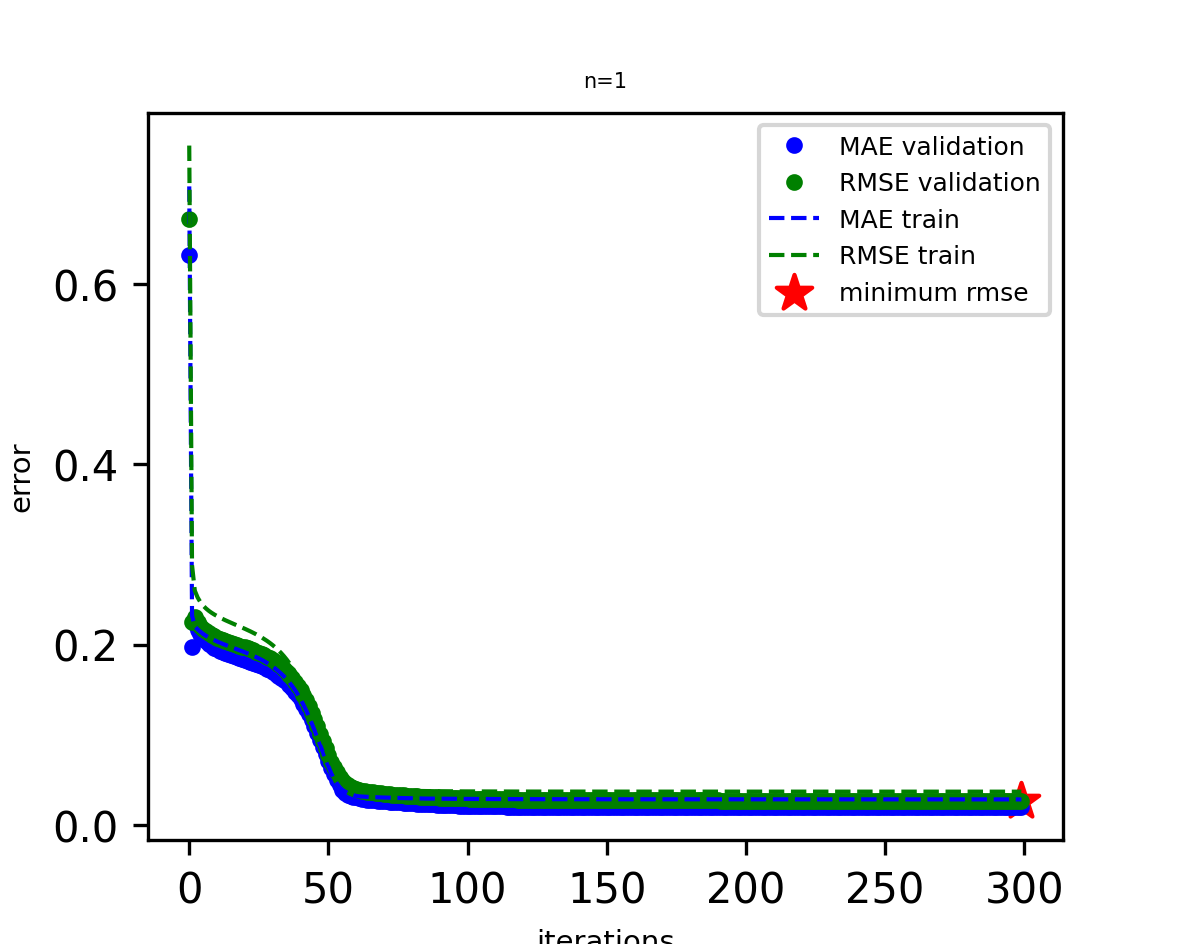 n=1
MAE validation
RMSE validation
MAE train
RMSE train
minimum rmse
error
0.6
0.4
0.2
0.0
0 50 100 150 200 250 300
iterations